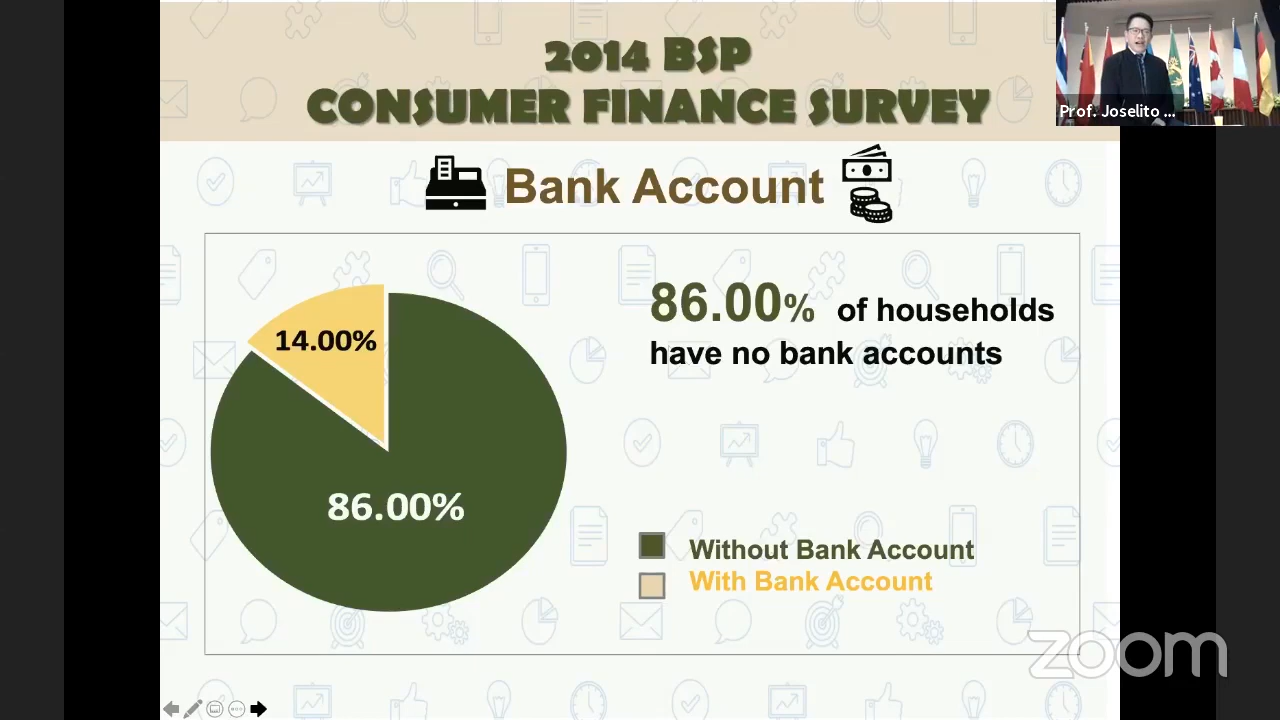 2014 BSP
CONSUMER FINANCE SURVEY
Prof. Joselito ...
Bank Account
14.00%
86.00%
86.00% of households
have no bank accounts
Without Bank Account
With Bank Account
zoom